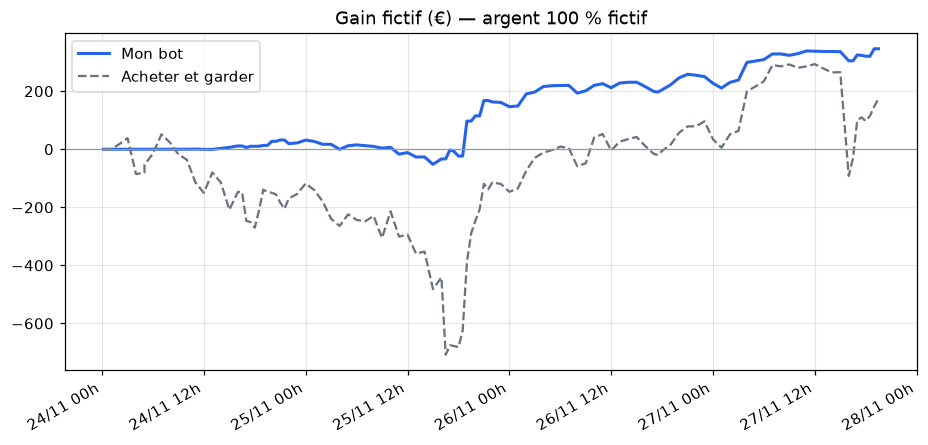 Gain fictif (€) — argent 100 % fictif
Mon bot
Acheter et garder
200
0
−200
−400
−600
24/11 00h
24/11 12h
25/11 00h
25/11 12h
26/11 00h
26/11 12h
27/11 00h
27/11 12h
28/11 00h